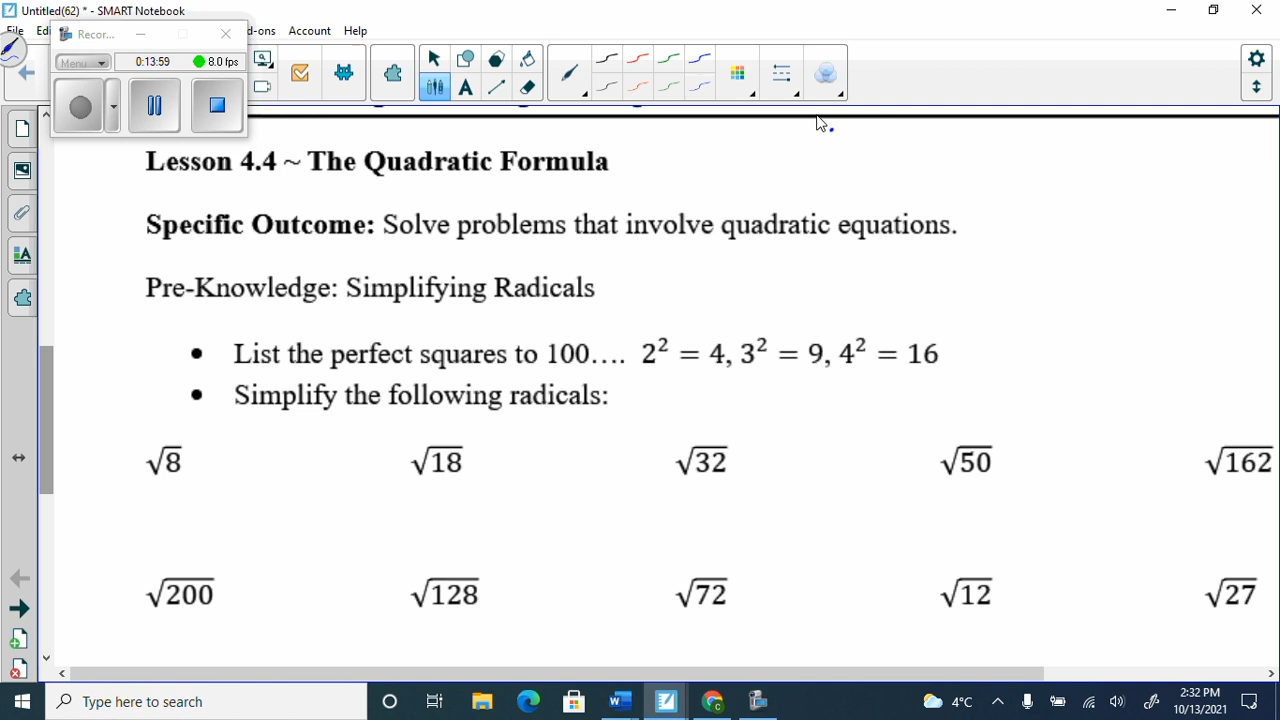 Untitled(62) * - SMART Notebook
File Edi d-ons Account Help
Recor...
Menu 0:13:59 8.0 fps
Lesson 4.4 ~ The Quadratic Formula
Specific Outcome: Solve problems that involve quadratic equations.
Pre-Knowledge: Simplifying Radicals
• List the perfect squares to 100…. 2² = 4, 3² = 9, 4² = 16
• Simplify the following radicals:
√8 √18 √32 √50 √162
√200 √128 √72 √12 √27
Type here to search
4°C
2:32 PM
10/13/2021